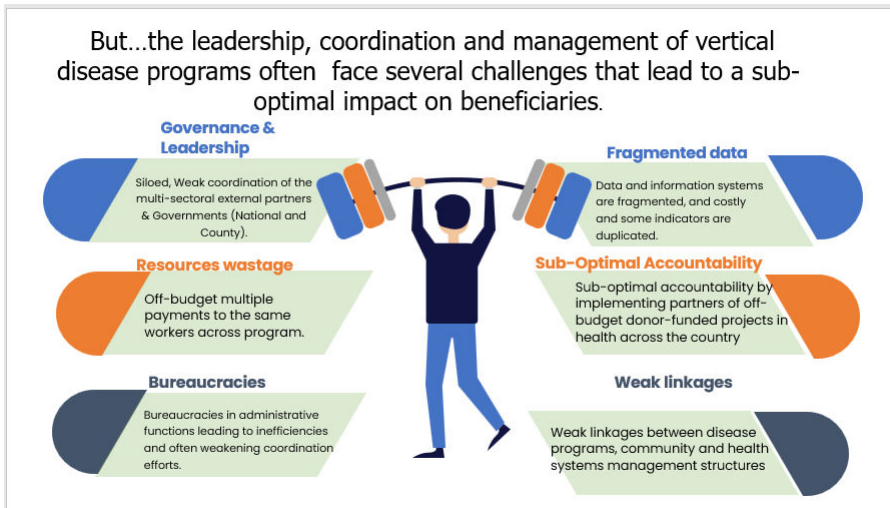 But...the leadership, coordination and management of vertical
disease programs often face several challenges that lead to a sub-
optimal impact on beneficiaries.
Governance &
Leadership
Siloed, Weak coordination of the
multi-sectoral external partners
& Governments (National and
County).
Fragmented data
Data and information systems
are fragmented, and costly
and some indicators are
duplicated.
Resources wastage
Off-budget multiple
payments to the same
workers across program.
Sub-Optimal Accountability
Sub-optimal accountability by
implementing partners of off-
budget donor-funded projects in
health across the country
Bureaucracies
Bureaucracies in administrative
functions leading to inefficiencies
and often weakening coordination
efforts.
Weak linkages
Weak linkages between disease
programs, community and health
systems management structures